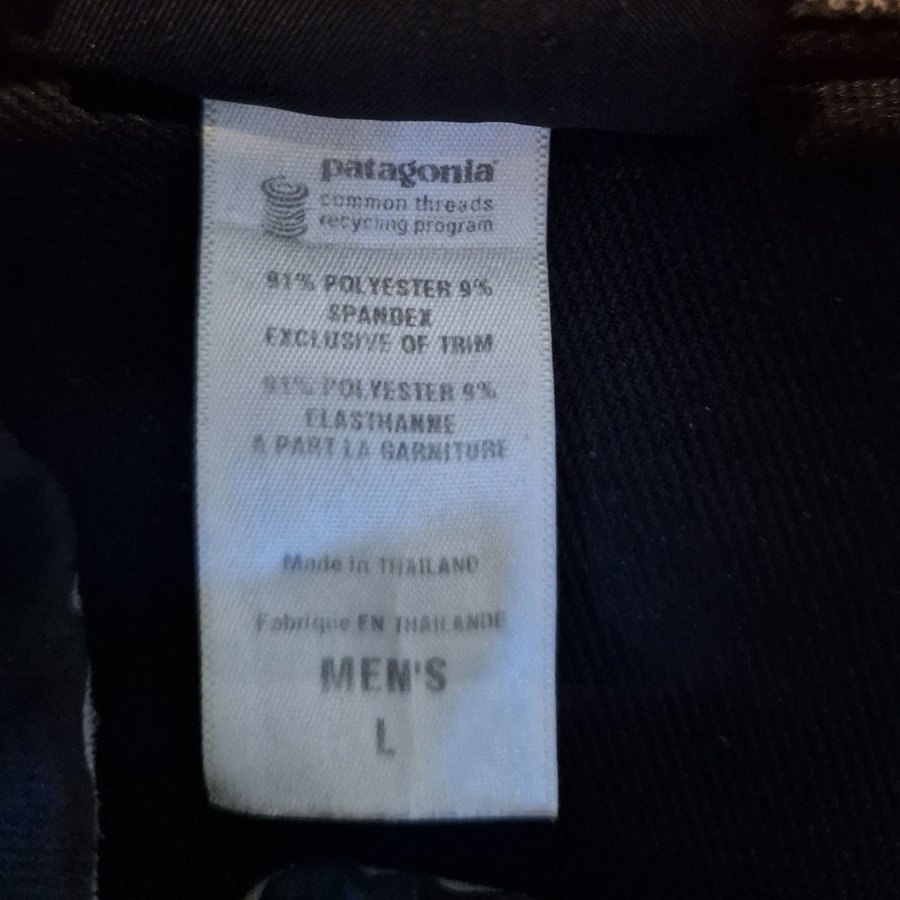 patagonia®
common threads
recycling program
91% POLYESTER 9%
SPANDEX
EXCLUSIVE OF TRIM
91% POLYESTER 9%
ELASTHANNE
A PART LA GARNITURE
Made in THAILAND
Fabrique EN THAILANDE
MEN'S
L